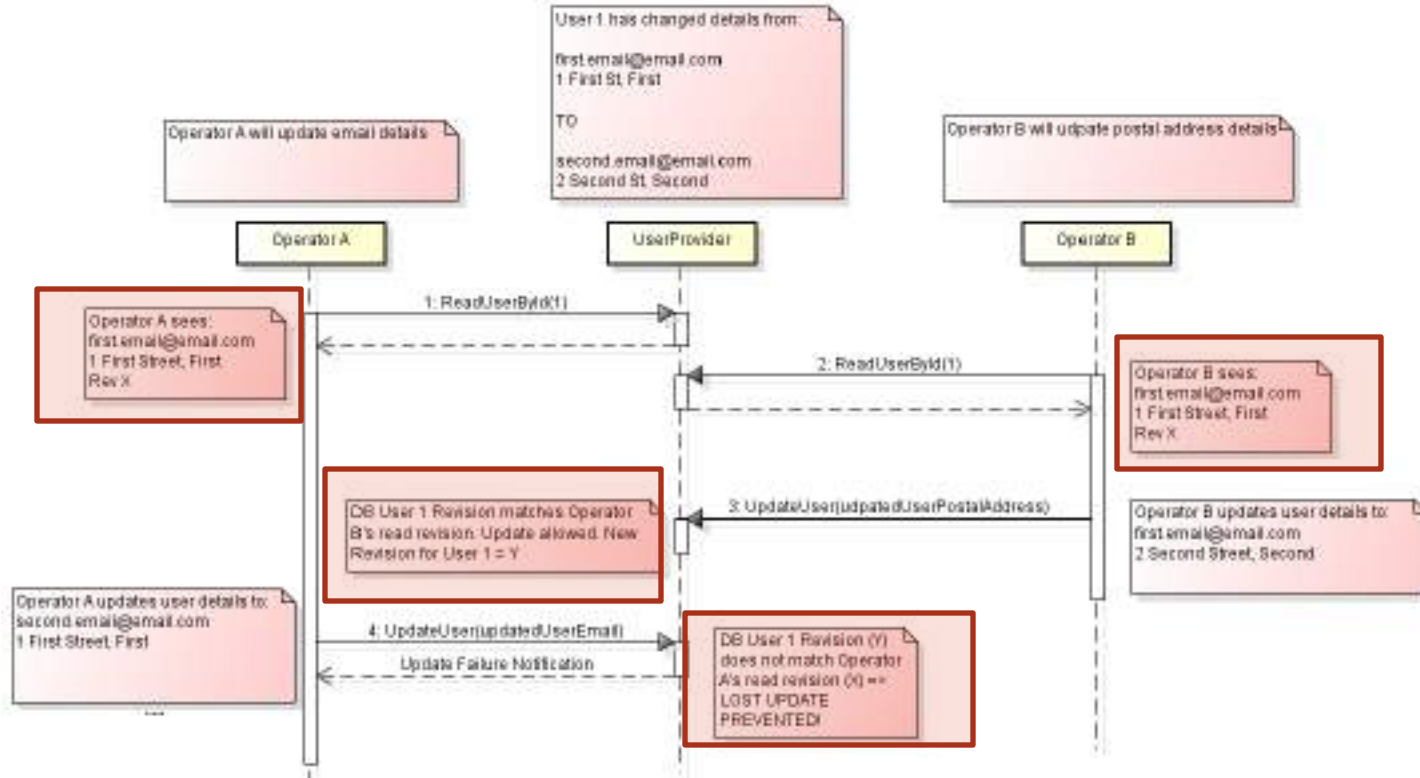 User 1 has changed details from:
first.email@email.com
1 First St, First
TO
second.email@email.com
2 Second St, Second
Operator A will update email details
Operator B will udpate postal address details
Operator A
UserProvider
Operator B
1: ReadUserById(1)
Operator A sees:
first.email@email.com
1 First Street, First
Rev X
2: ReadUserById(1)
Operator B sees:
first.email@email.com
1 First Street, First
Rev X
DB User 1 Revision matches Operator
B's read revision. Update allowed. New
Revision for User 1 = Y
3: UpdateUser(udpatedUserPostalAddress)
Operator B updates user details to:
first.email@email.com
2 Second Street, Second
Operator A updates user details to:
second.email@email.com
1 First Street, First
...
4: UpdateUser(updatedUserEmail)
Update Failure Notification
DB User 1 Revision (Y)
does not match Operator
A's read revision (X) =>
LOST UPDATE
PREVENTED!